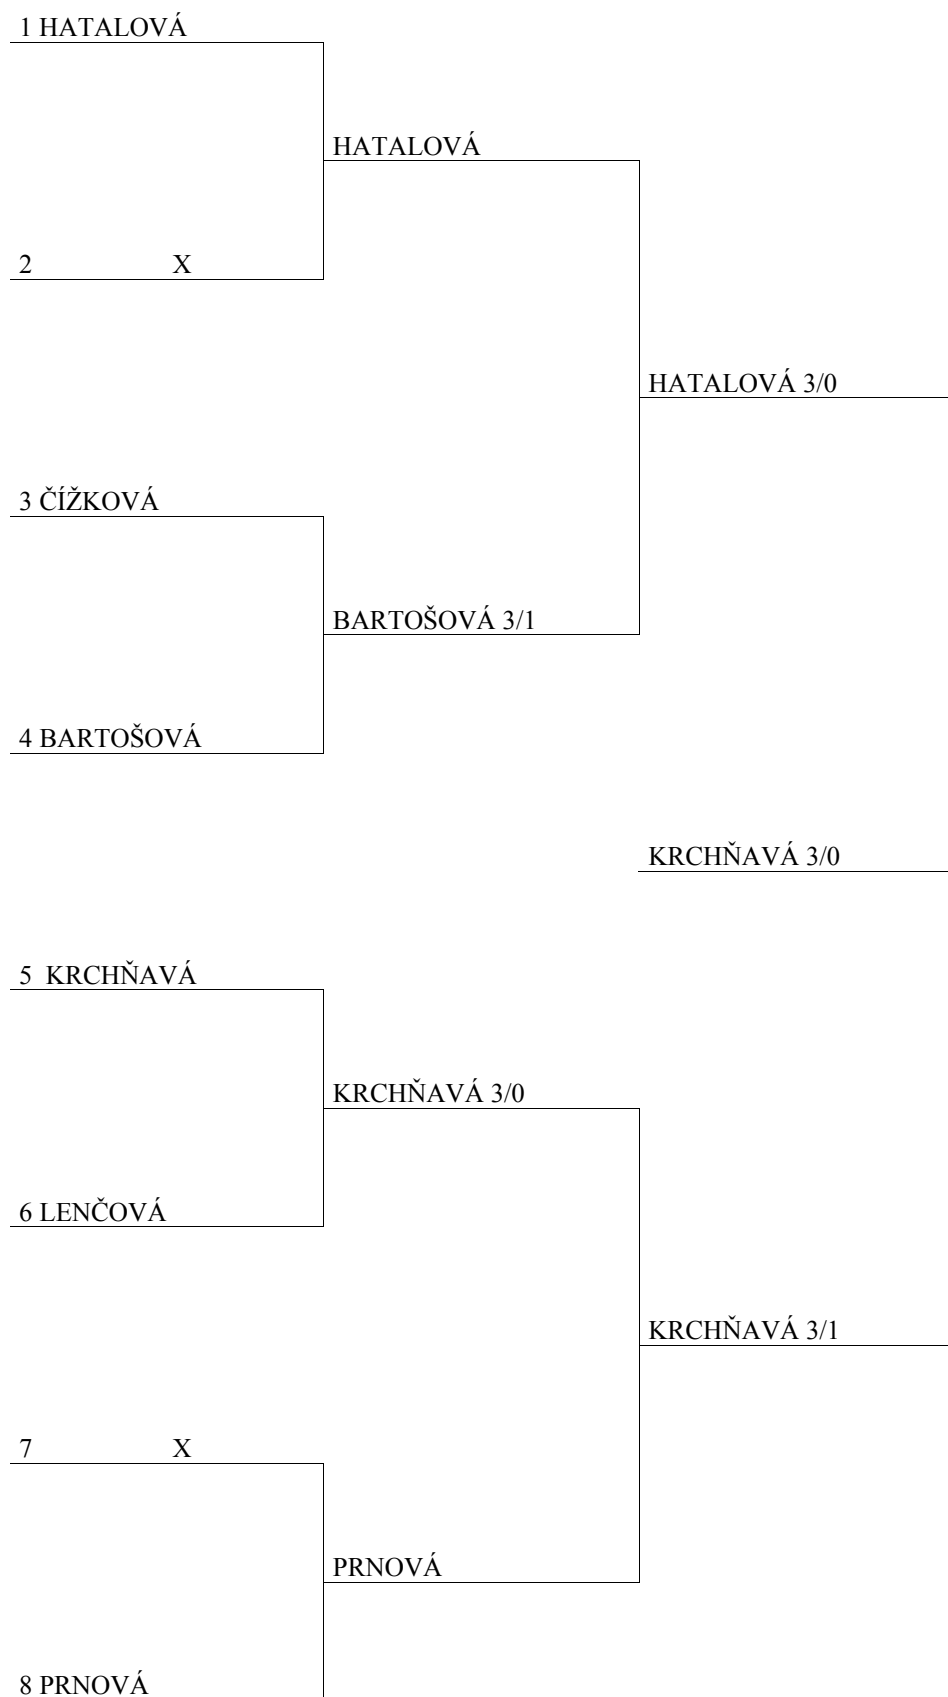 1 HATALOVÁ
HATALOVÁ
2 X
HATALOVÁ 3/0
3 ČÍŽKOVÁ
BARTOŠOVÁ 3/1
4 BARTOŠOVÁ
KRCHŇAVÁ 3/0
5 KRCHŇAVÁ
KRCHŇAVÁ 3/0
6 LENČOVÁ
KRCHŇAVÁ 3/1
7 X
PRNOVÁ
8 PRNOVÁ